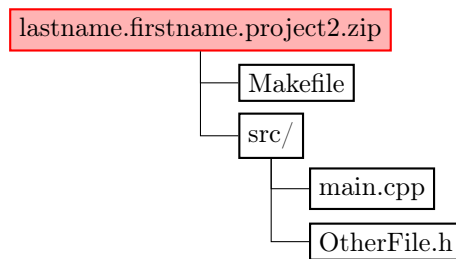 lastname.firstname.project2.zip
Makefile
src/
main.cpp
OtherFile.h